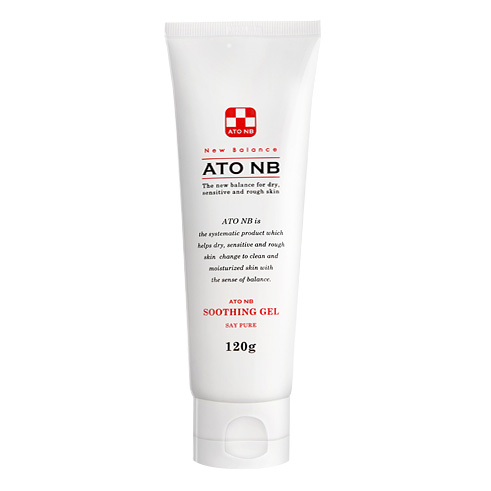 ATO NB
New Balance
ATO NB
The new balance for dry,
sensitive and rough skin
ATO NB is
the systematic product which
helps dry, sensitive and rough
skin change to clean and
moisturized skin with
the sense of balance.
ATO NB
SOOTHING GEL
SAY PURE
120g